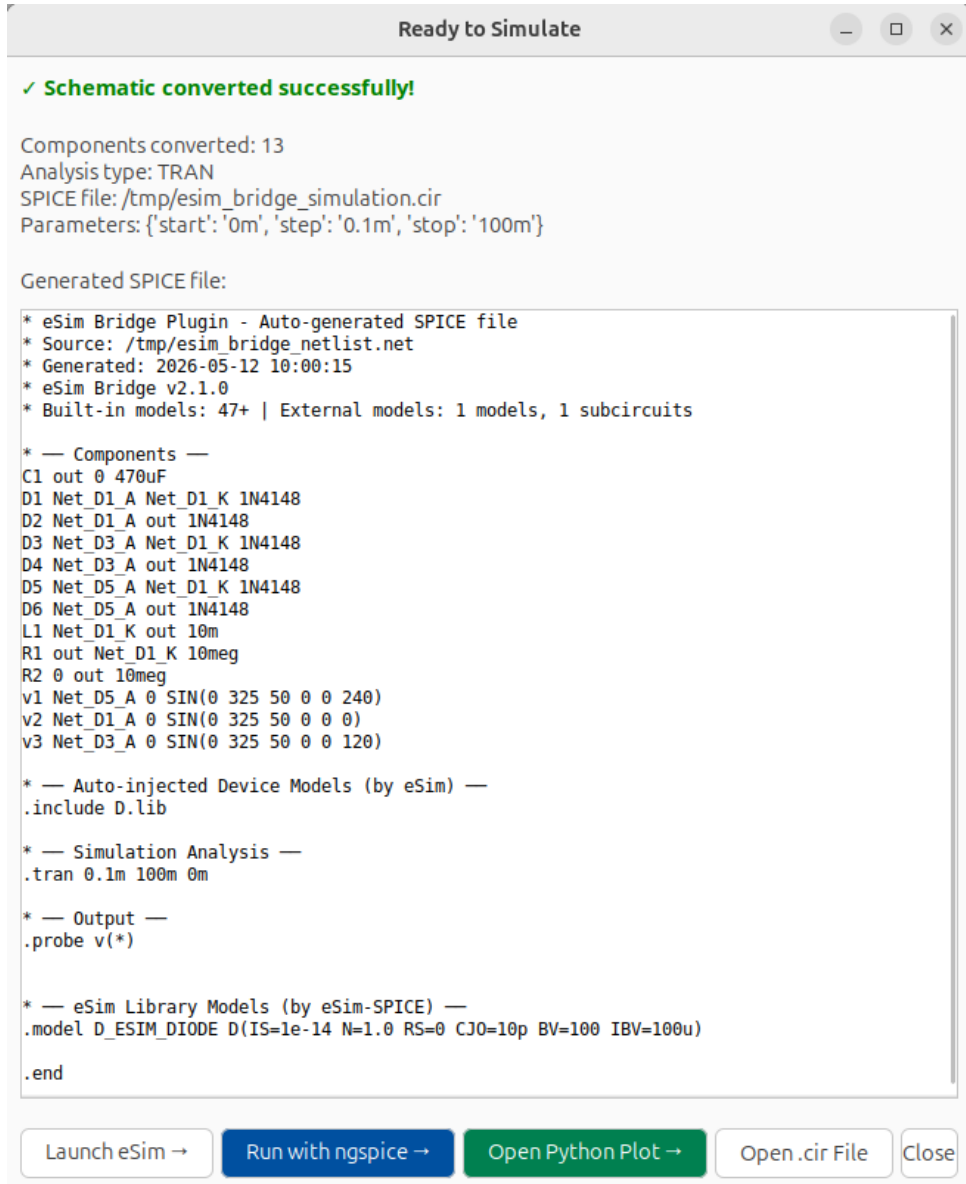 Ready to Simulate
✓ Schematic converted successfully!
Components converted: 13
Analysis type: TRAN
SPICE file: /tmp/esim_bridge_simulation.cir
Parameters: {'start': '0m', 'step': '0.1m', 'stop': '100m'}
Generated SPICE file:
* eSim Bridge Plugin - Auto-generated SPICE file
* Source: /tmp/esim_bridge_netlist.net
* Generated: 2026-05-12 10:00:15
* eSim Bridge v2.1.0
* Built-in models: 47+ | External models: 1 models, 1 subcircuits
* ── Components ──
C1 out 0 470uF
D1 Net_D1_A Net_D1_K 1N4148
D2 Net_D1_A out 1N4148
D3 Net_D3_A Net_D1_K 1N4148
D4 Net_D3_A out 1N4148
D5 Net_D5_A Net_D1_K 1N4148
D6 Net_D5_A out 1N4148
L1 Net_D1_K out 10m
R1 out Net_D1_K 10meg
R2 0 out 10meg
v1 Net_D5_A 0 SIN(0 325 50 0 0 240)
v2 Net_D1_A 0 SIN(0 325 50 0 0 0)
v3 Net_D3_A 0 SIN(0 325 50 0 0 120)
* ── Auto-injected Device Models (by eSim) ──
.include D.lib
* ── Simulation Analysis ──
.tran 0.1m 100m 0m
* ── Output ──
.probe v(*)
* ── eSim Library Models (by eSim-SPICE) ──
.model D_ESIM_DIODE D(IS=1e-14 N=1.0 RS=0 CJO=10p BV=100 IBV=100u)
.end
Launch eSim → Run with ngspice → Open Python Plot → Open .cir File Close